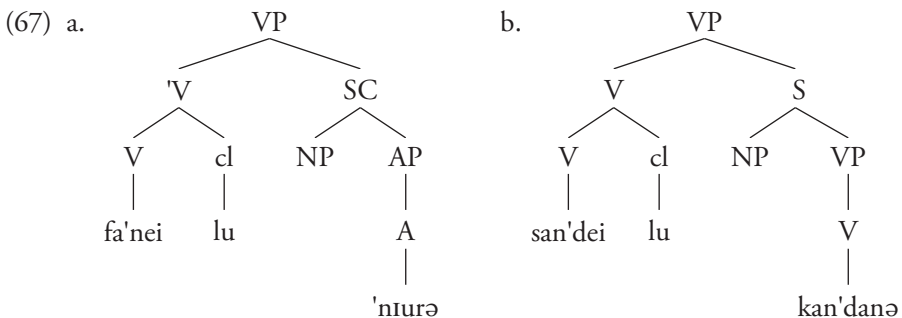 (67) a. VP b. VP
'V SC V S
V cl NP AP V cl NP VP
fa'nei lu A san'dei lu V
'nɪurə kan'danə